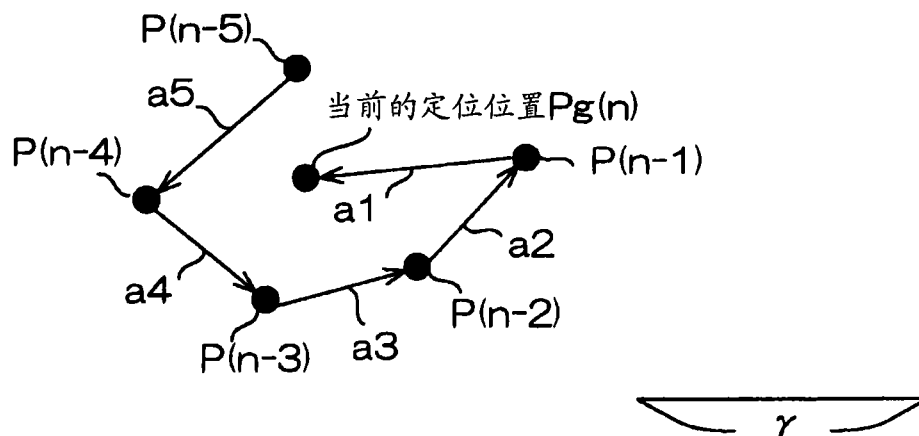 P(n-5)
a5
当前的定位位置Pg(n)
P(n-4)
P(n-1)
a1
a2
a4
P(n-2)
P(n-3)
a3
γ